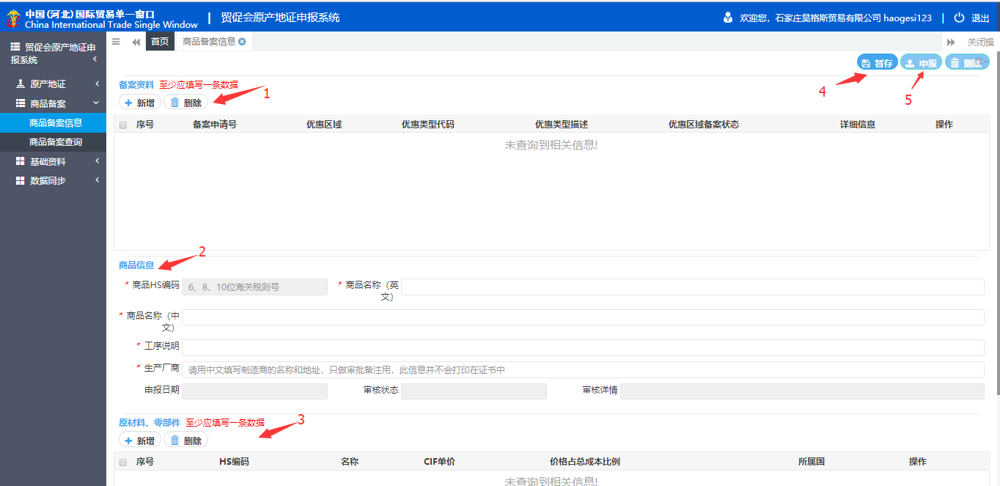 中国(河北)国际贸易单一窗口
China International Trade Single Window
贸促会原产地证申报系统
欢迎您，石家庄昊格斯贸易有限公司 haogesi123
退出
贸促会原产地证申
报系统
原产地证
商品备案
商品备案信息
商品备案查询
基础资料
数据同步
首页
商品备案信息
关闭操
作
4
暂存
申报
删除
5
备案资料 至少应填写一条数据
1
新增
删除
序号 备案申请号 优惠区域 优惠类型代码 优惠类型描述 优惠区域备案状态 详细信息 操作
未查询到相关信息!
商品信息
2
* 商品HS编码 6、8、10位海关税则号
* 商品名称（英
文）
* 商品名称（中
文）
* 工序说明
* 生产厂商 请用中文填写制造商的名称和地址，只做审批备注用，此信息并不会打印在证书中
申报日期 审核状态 审核详情
原材料、零部件 至少应填写一条数据
3
新增
删除
序号 HS编码 名称 CIF单价 价格占总成本比例 所属国 操作
未查询到相关信息!